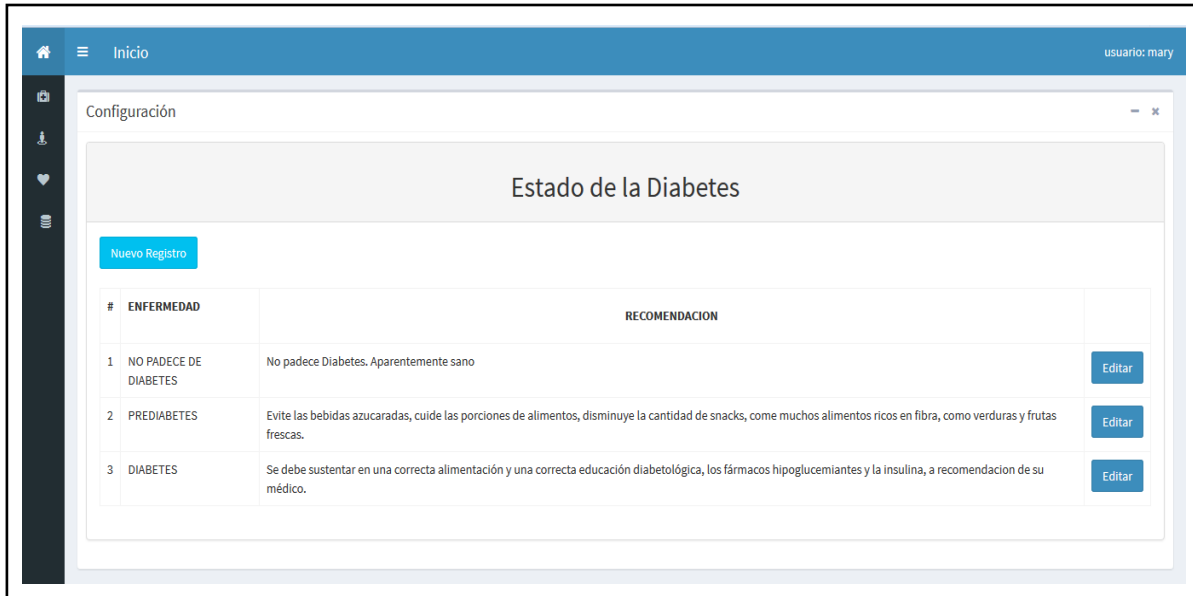 Inicio
usuario: mary
Configuración
Estado de la Diabetes
Nuevo Registro
# ENFERMEDAD RECOMENDACION
1 NO PADECE DE
DIABETES
No padece Diabetes. Aparentemente sano
Editar
2 PREDIABETES
Evite las bebidas azucaradas, cuide las porciones de alimentos, disminuye la cantidad de snacks, come muchos alimentos ricos en fibra, como verduras y frutas
frescas.
Editar
3 DIABETES
Se debe sustentar en una correcta alimentación y una correcta educación diabetológica, los fármacos hipoglucemiantes y la insulina, a recomendacion de su
médico.
Editar